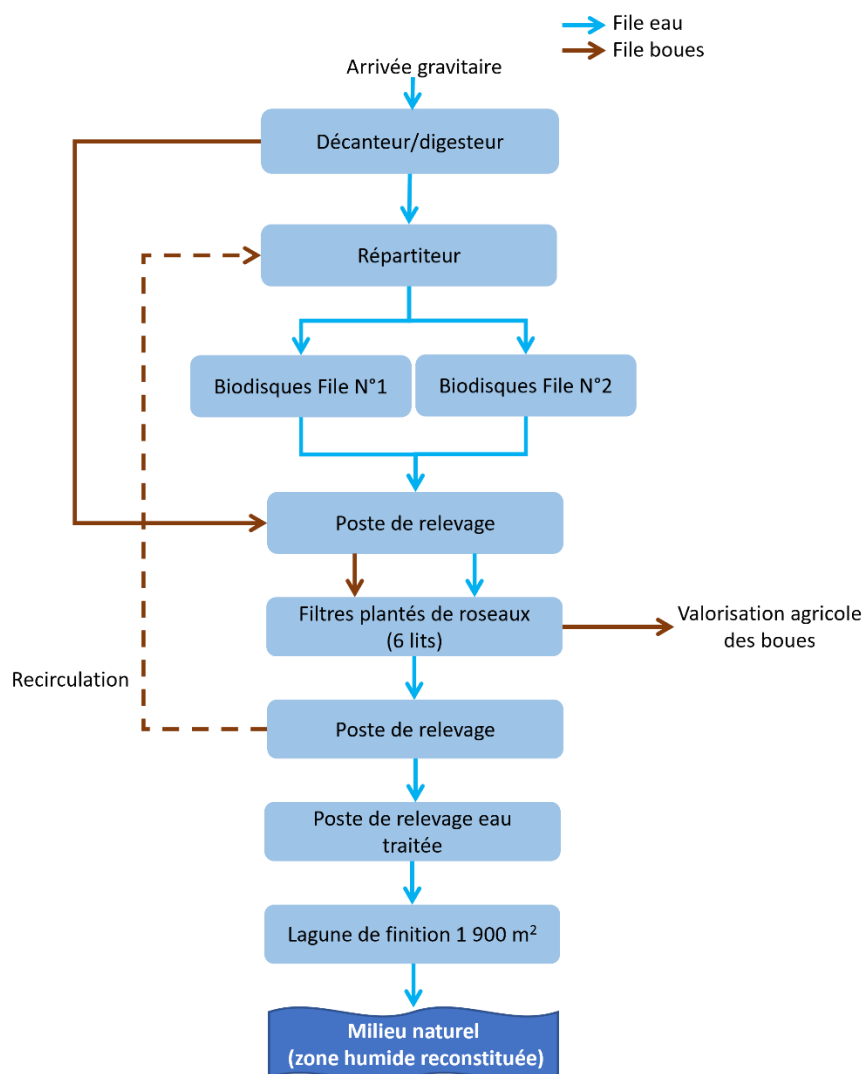 File eau
File boues
Arrivée gravitaire
Décanteur/digesteur
Répartiteur
Biodisques File N°1
Biodisques File N°2
Poste de relevage
Filtres plantés de roseaux
(6 lits)
Valorisation agricole
des boues
Recirculation
Poste de relevage
Poste de relevage eau
traitée
Lagune de finition 1 900 m²
Milieu naturel
(zone humide reconstituée)